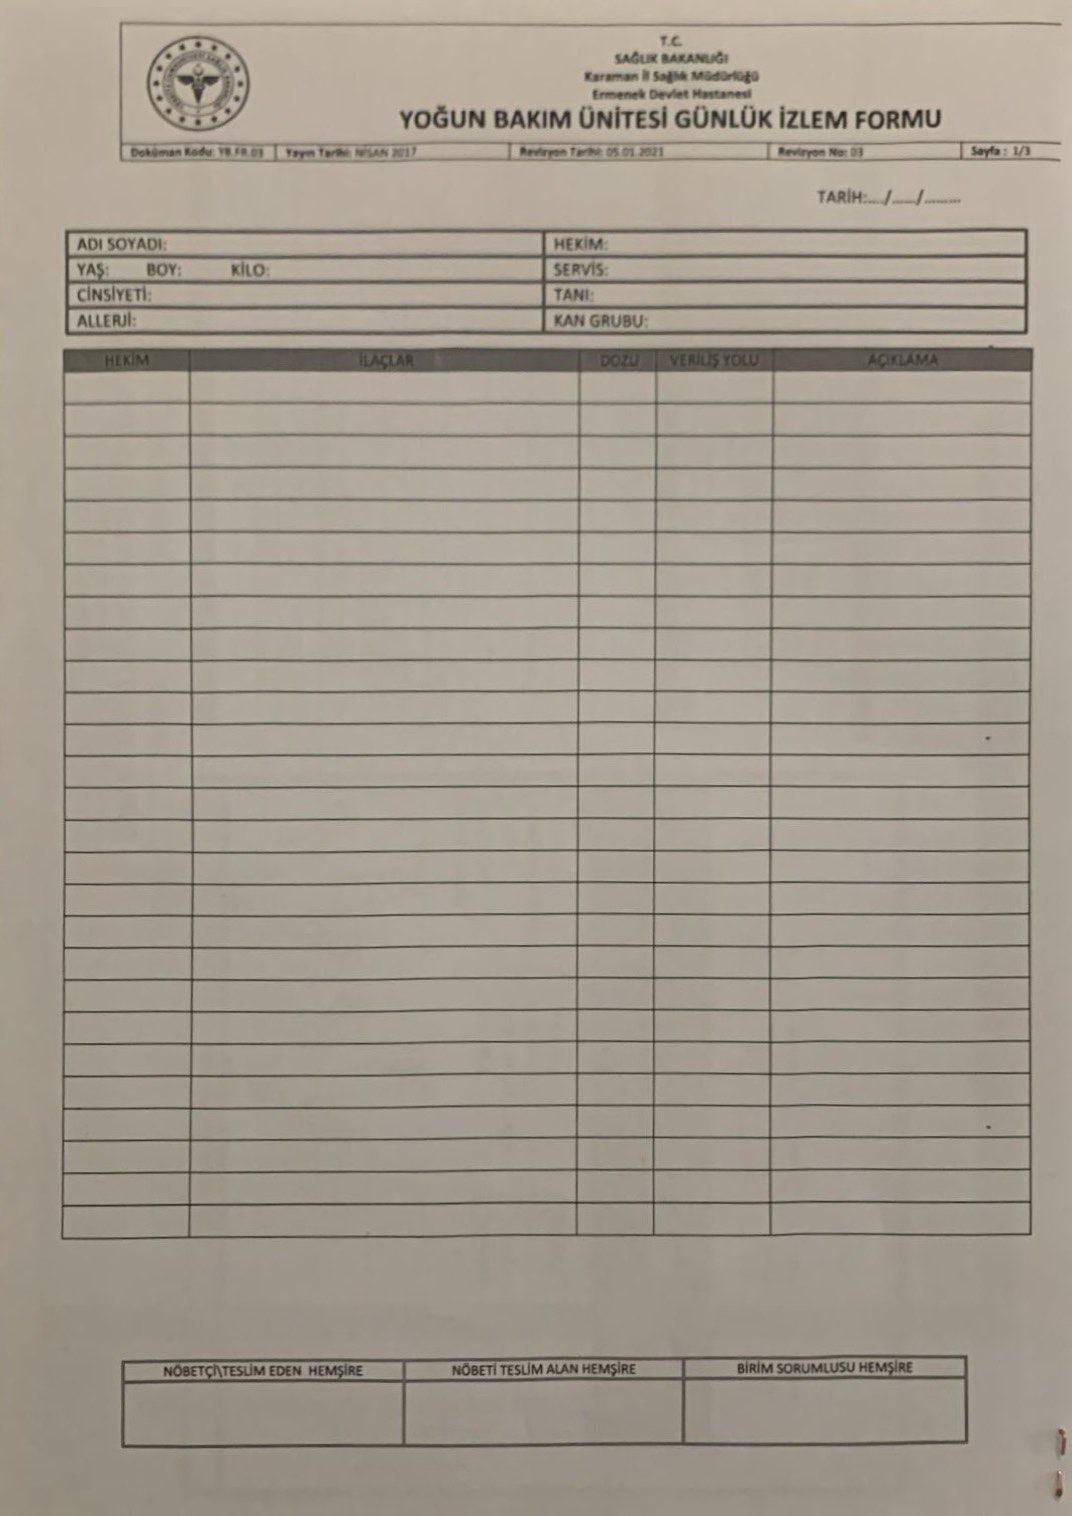 T.C.
SAĞLIK BAKANLIĞI
Karaman İl Sağlık Müdürlüğü
Ermenek Devlet Hastanesi
YOĞUN BAKIM ÜNİTESİ GÜNLÜK İZLEM FORMU
Doküman Kodu: YB.FR.03 Yayın Tarihi: NİSAN 2017 Revizyon Tarihi: 05.01.2021 Revizyon No: 03 Sayfa : 1/3
TARİH:..../....../.........
ADI SOYADI: HEKİM:
YAŞ: BOY: KİLO: SERVİS:
CİNSİYETİ: TANI:
ALLERJİ: KAN GRUBU:
HEKİM İLAÇLAR DOZU VERİLİŞ YOLU AÇIKLAMA
NÖBETÇİ\TESLİM EDEN HEMŞİRE NÖBETİ TESLİM ALAN HEMŞİRE BİRİM SORUMLUSU HEMŞİRE